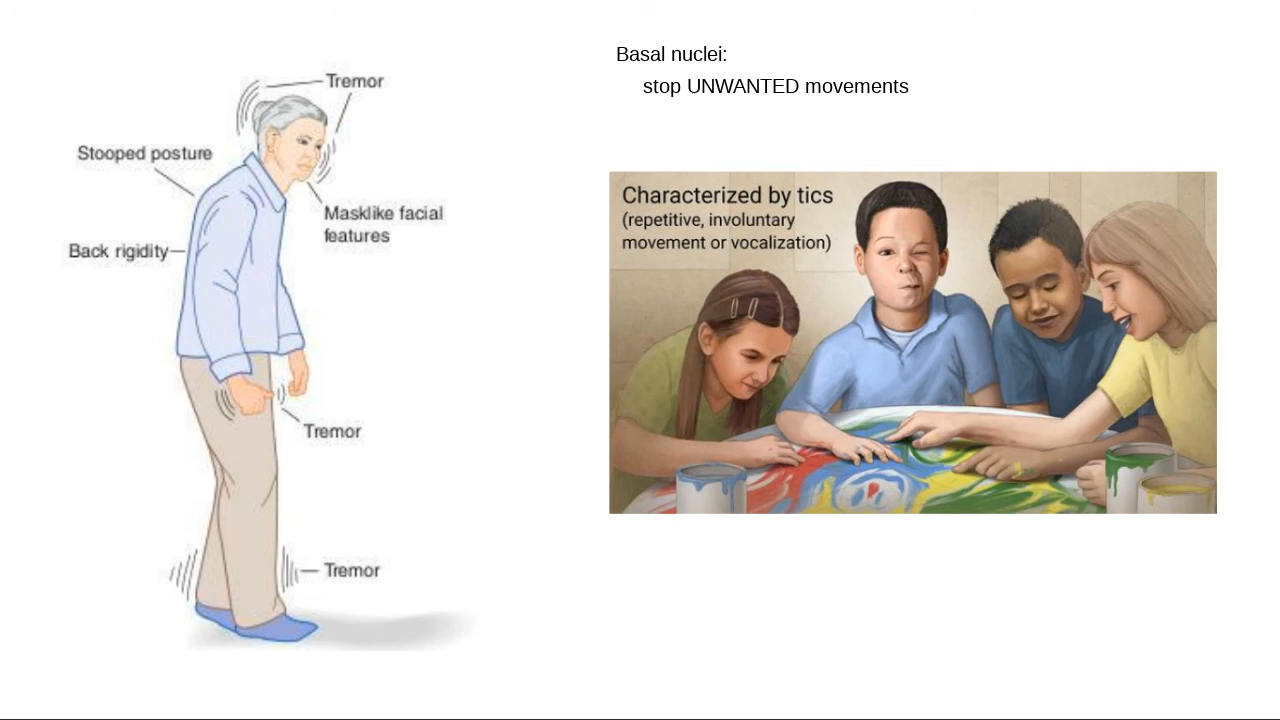 Tremor
Stooped posture
Masklike facial
features
Back rigidity
Tremor
Tremor
Basal nuclei:
stop UNWANTED movements
Characterized by tics
(repetitive, involuntary
movement or vocalization)